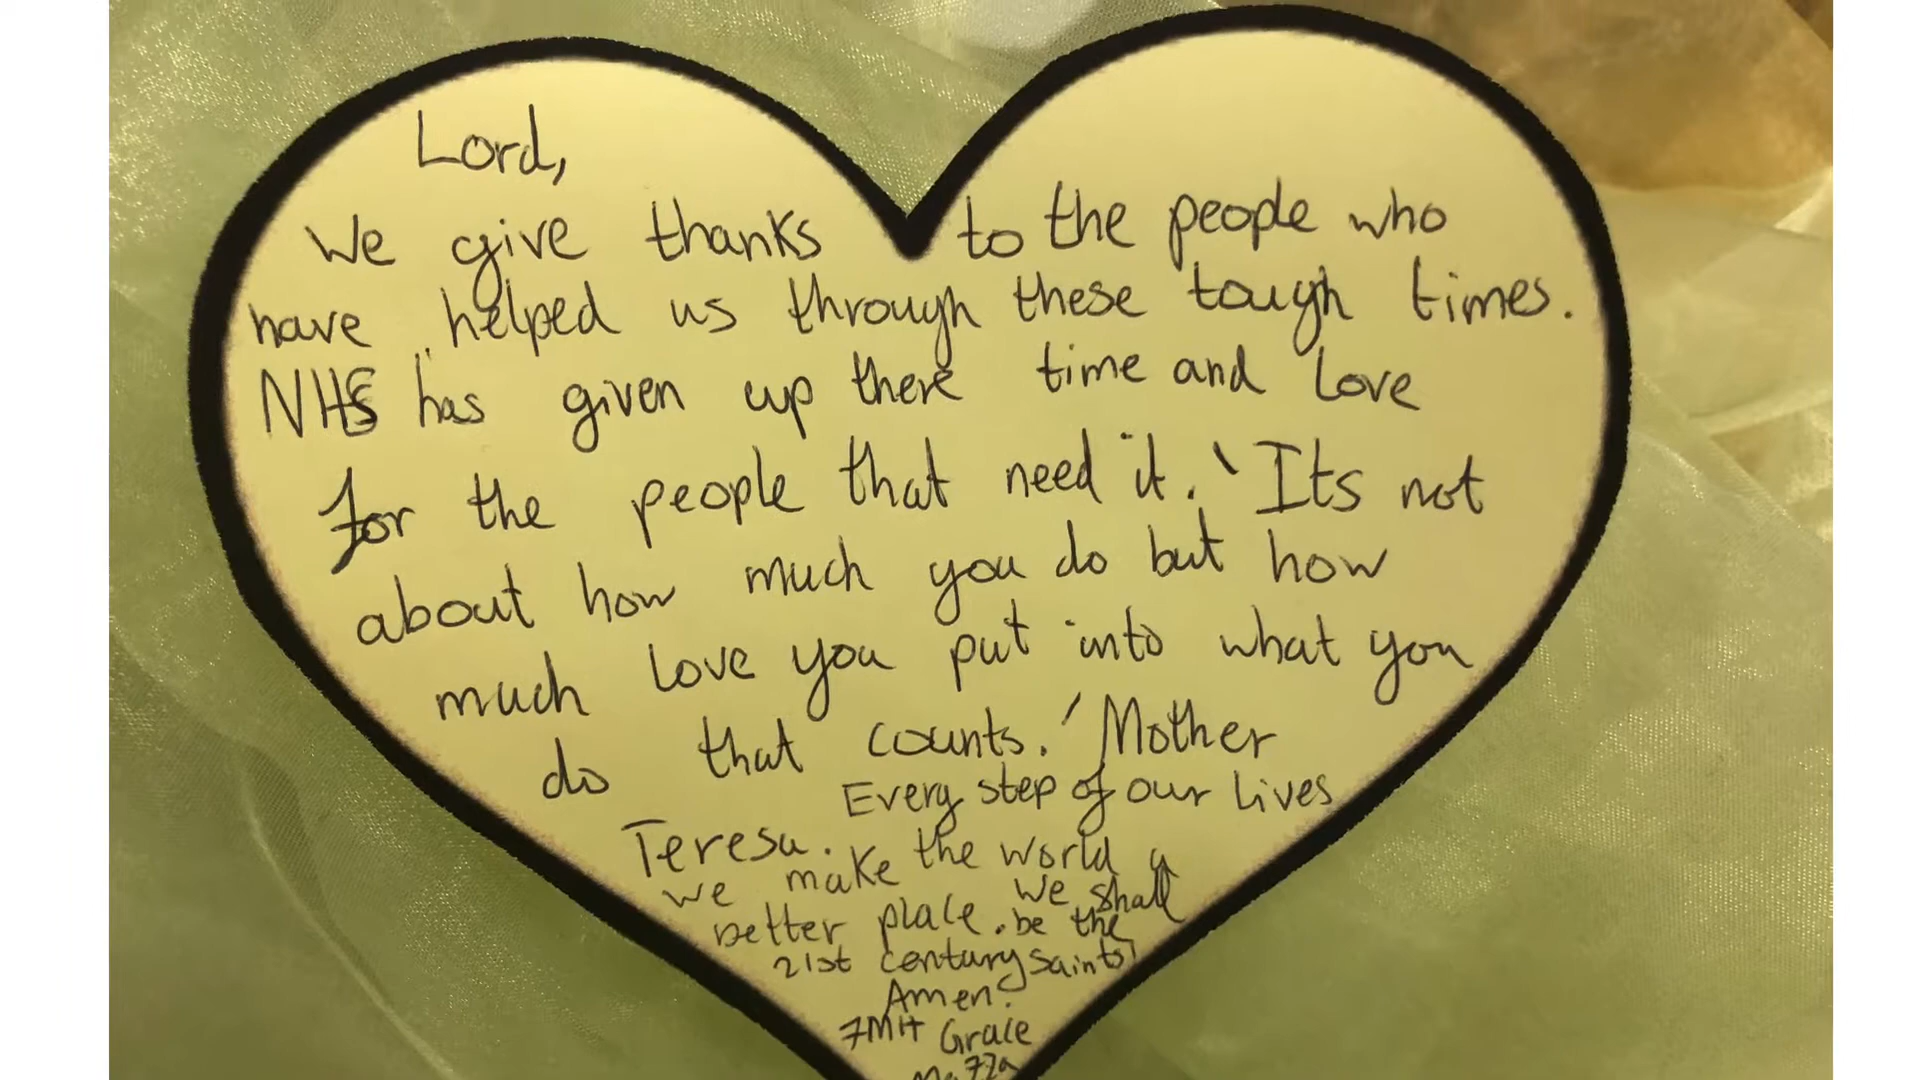 Lord,
We give thanks to the people who
have helped us through these tough times.
NHS has given up there time and love
for the people that need it. 'Its not
about how much you do but how
much love you put into what you
do that counts.' Mother
Teresa. Every step of our lives
we make the world a
better place. We shall
be the
21st century saints!
Amen.
7MH Grace